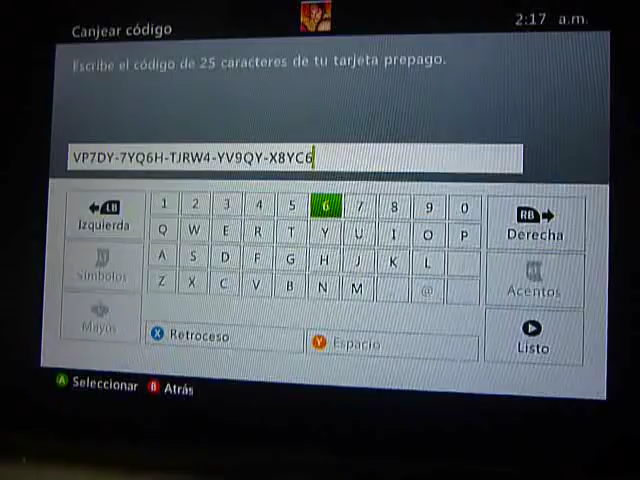 Canjear código
2:17 a.m.
Escribe el código de 25 caracteres de tu tarjeta prepago.
VP7DY-7YQ6H-TJRW4-YV9QY-X8YC6
LB
Izquierda
1 2 3 4 5 6 7 8 9 0
Q W E R T Y U I O P
A S D F G H J K L
Z X C V B N M . @
RB
Derecha
Símbolos
Acentos
Mayús
X Retroceso
Y Espacio
Listo
A Seleccionar B Atrás